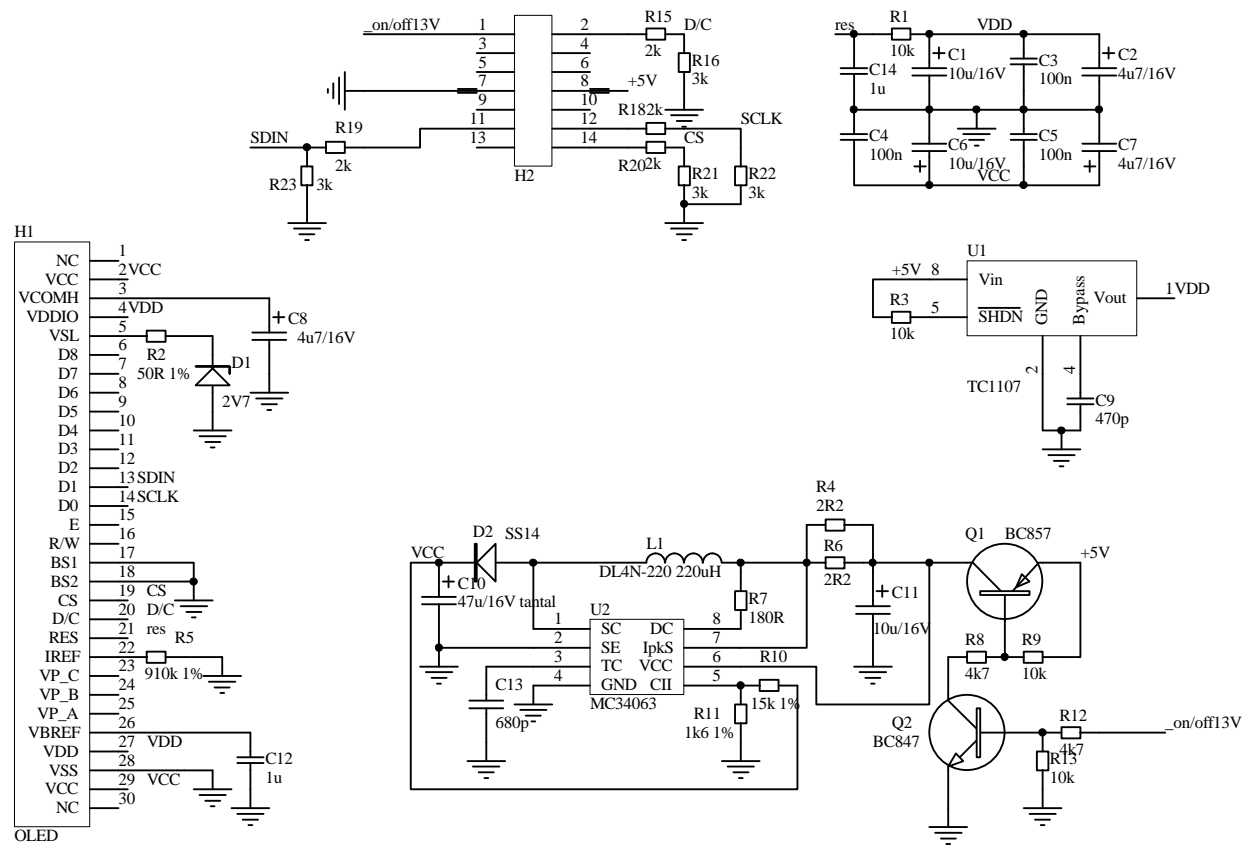 _on/off13V
1
3
5
7
9
11
13
2
4
6
8
10
12
14
H2
R15
2k
D/C
R16
3k
+5V
R18 2k
SCLK
CS
R20 2k
R21
3k
R22
3k
SDIN
R19
2k
R23
3k
res
R1
10k
VDD
C14
1u
C1
10u/16V
C3
100n
C2
4u7/16V
C4
100n
C6
10u/16V
C5
100n
C7
4u7/16V
VCC
H1
NC 1
VCC 2 VCC
VCOMH 3
VDDIO 4 VDD
VSL 5
D8 6
D7 7
D6 8
D5 9
D4 10
D3 11
D2 12
D1 13 SDIN
D0 14 SCLK
E 15
R/W 16
BS1 17
BS2 18
CS 19 CS
D/C 20 D/C
RES 21 res
IREF 22
VP_C 23
VP_B 24
VP_A 25
VBREF 26
VDD 27 VDD
VSS 28
VCC 29 VCC
NC 30
OLED
C8
4u7/16V
R2
50R 1%
D1
2V7
R5
910k 1%
C12
1u
U1
+5V
8
Vin
R3
10k
5
SHDN
GND
Bypass
Vout
1 VDD
2
4
TC1107
C9
470p
VCC
D2
SS14
L1
DL4N-220 220uH
R4
2R2
R6
2R2
Q1
BC857
+5V
C10
47u/16V tantal
U2
1 SC
2 SE
3 TC
4 GND
DC 8
IpkS 7
VCC 6
CII 5
MC34063
R7
180R
C11
10u/16V
R8
4k7
R9
10k
C13
680p
R10
15k 1%
R11
1k6 1%
Q2
BC847
R12
4k7
_on/off13V
R13
10k